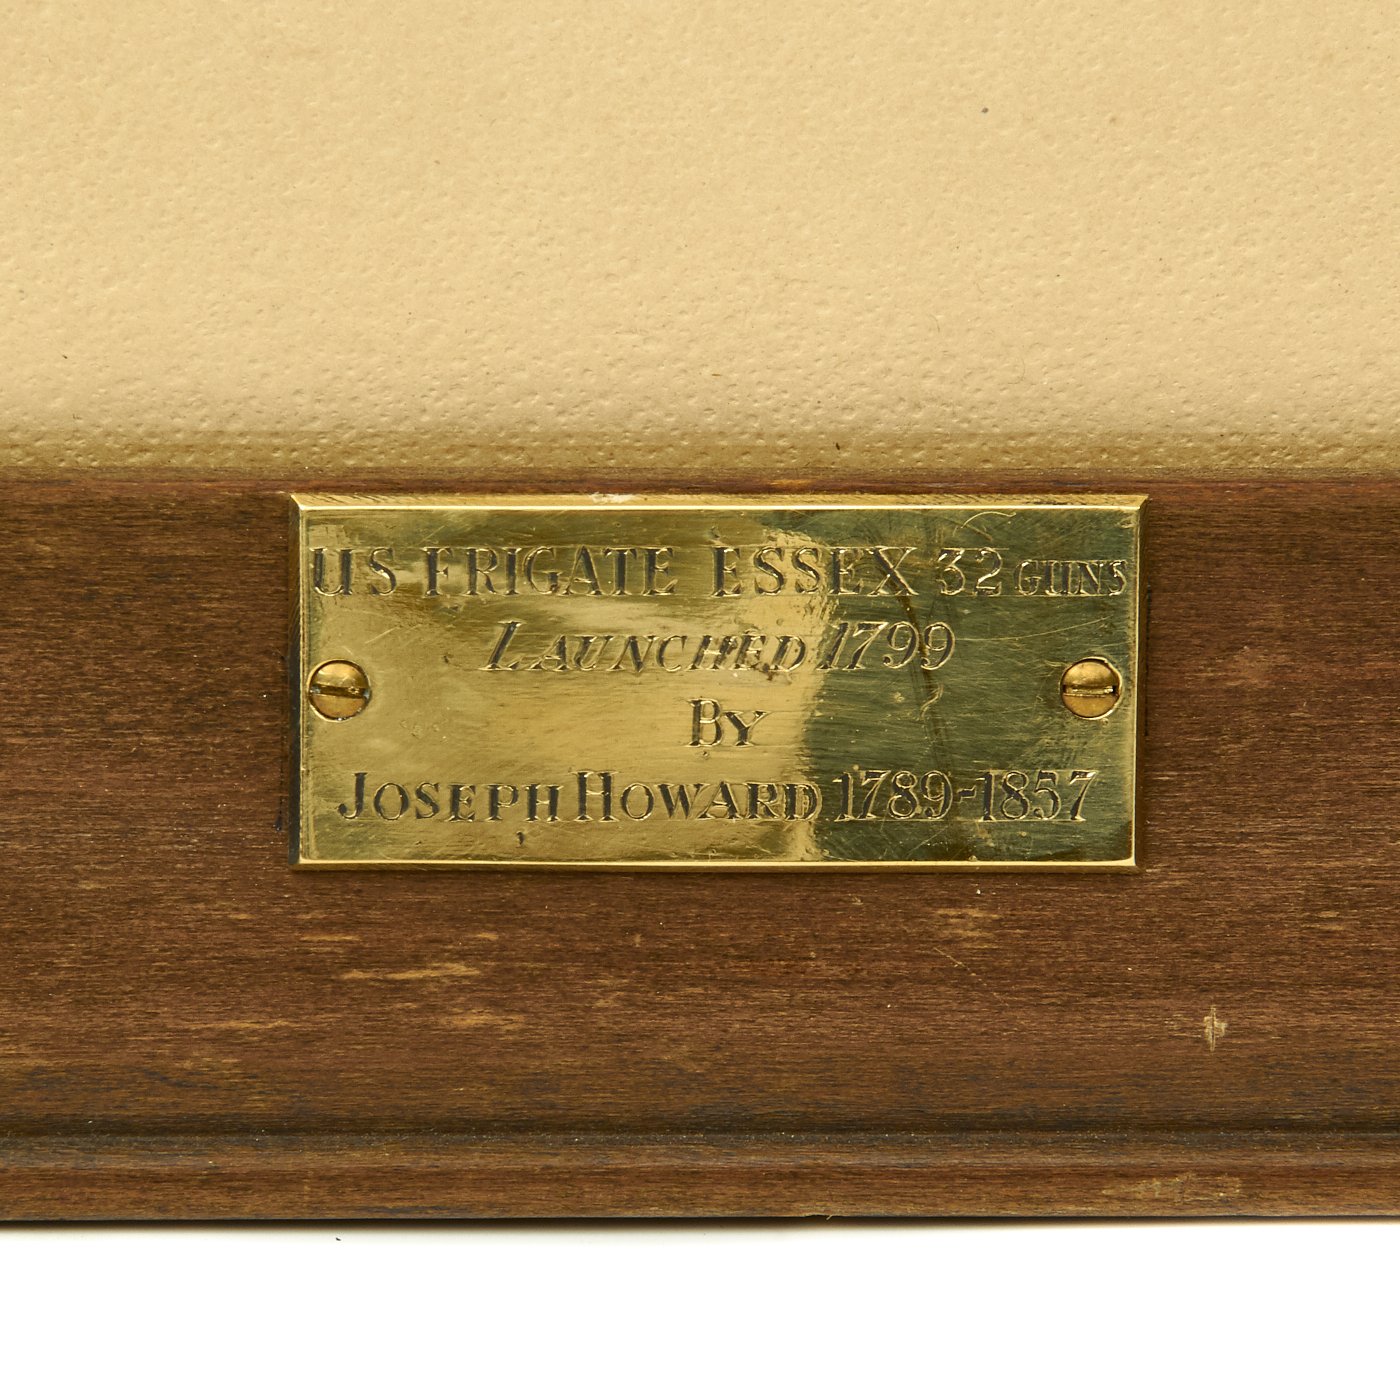 US FRIGATE ESSEX 32 GUNS
LAUNCHED 1799
BY
JOSEPH HOWARD 1789-1857